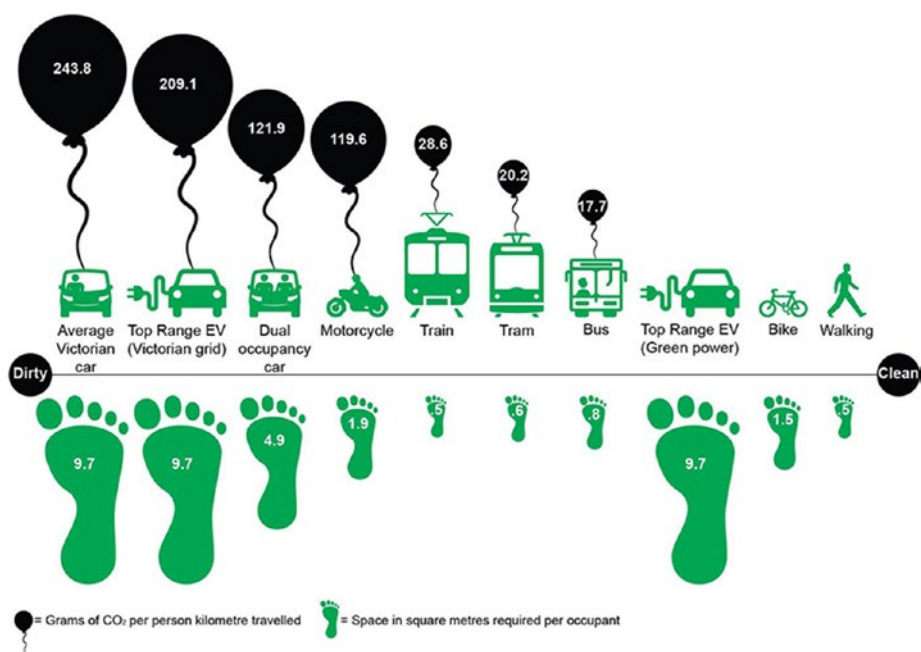 243.8
209.1
121.9
119.6
28.6
20.2
17.7
Average
Victorian
car
Top Range EV
(Victorian grid)
Dual
occupancy
car
Motorcycle
Train
Tram
Bus
Top Range EV
(Green power)
Bike
Walking
Dirty
Clean
9.7
9.7
4.9
1.9
.5
.6
.8
9.7
1.5
.5
= Grams of CO₂ per person kilometre travelled
= Space in square metres required per occupant